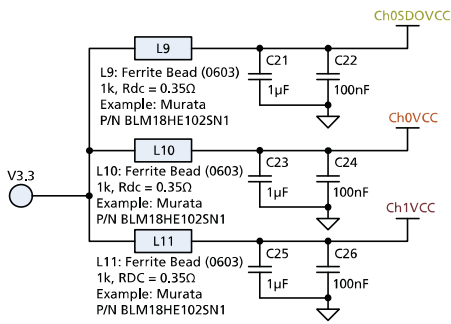 Ch0SDOVCC
L9
C21
C22
L9: Ferrite Bead (0603)
1k, Rdc = 0.35Ω
Example: Murata
P/N BLM18HE102SN1
1µF
100nF
Ch0VCC
L10
C23
C24
V3.3
L10: Ferrite Bead (0603)
1k, Rdc = 0.35Ω
Example: Murata
P/N BLM18HE102SN1
1µF
100nF
Ch1VCC
L11
C25
C26
L11: Ferrite Bead (0603)
1k, RDC = 0.35Ω
Example: Murata
P/N BLM18HE102SN1
1µF
100nF